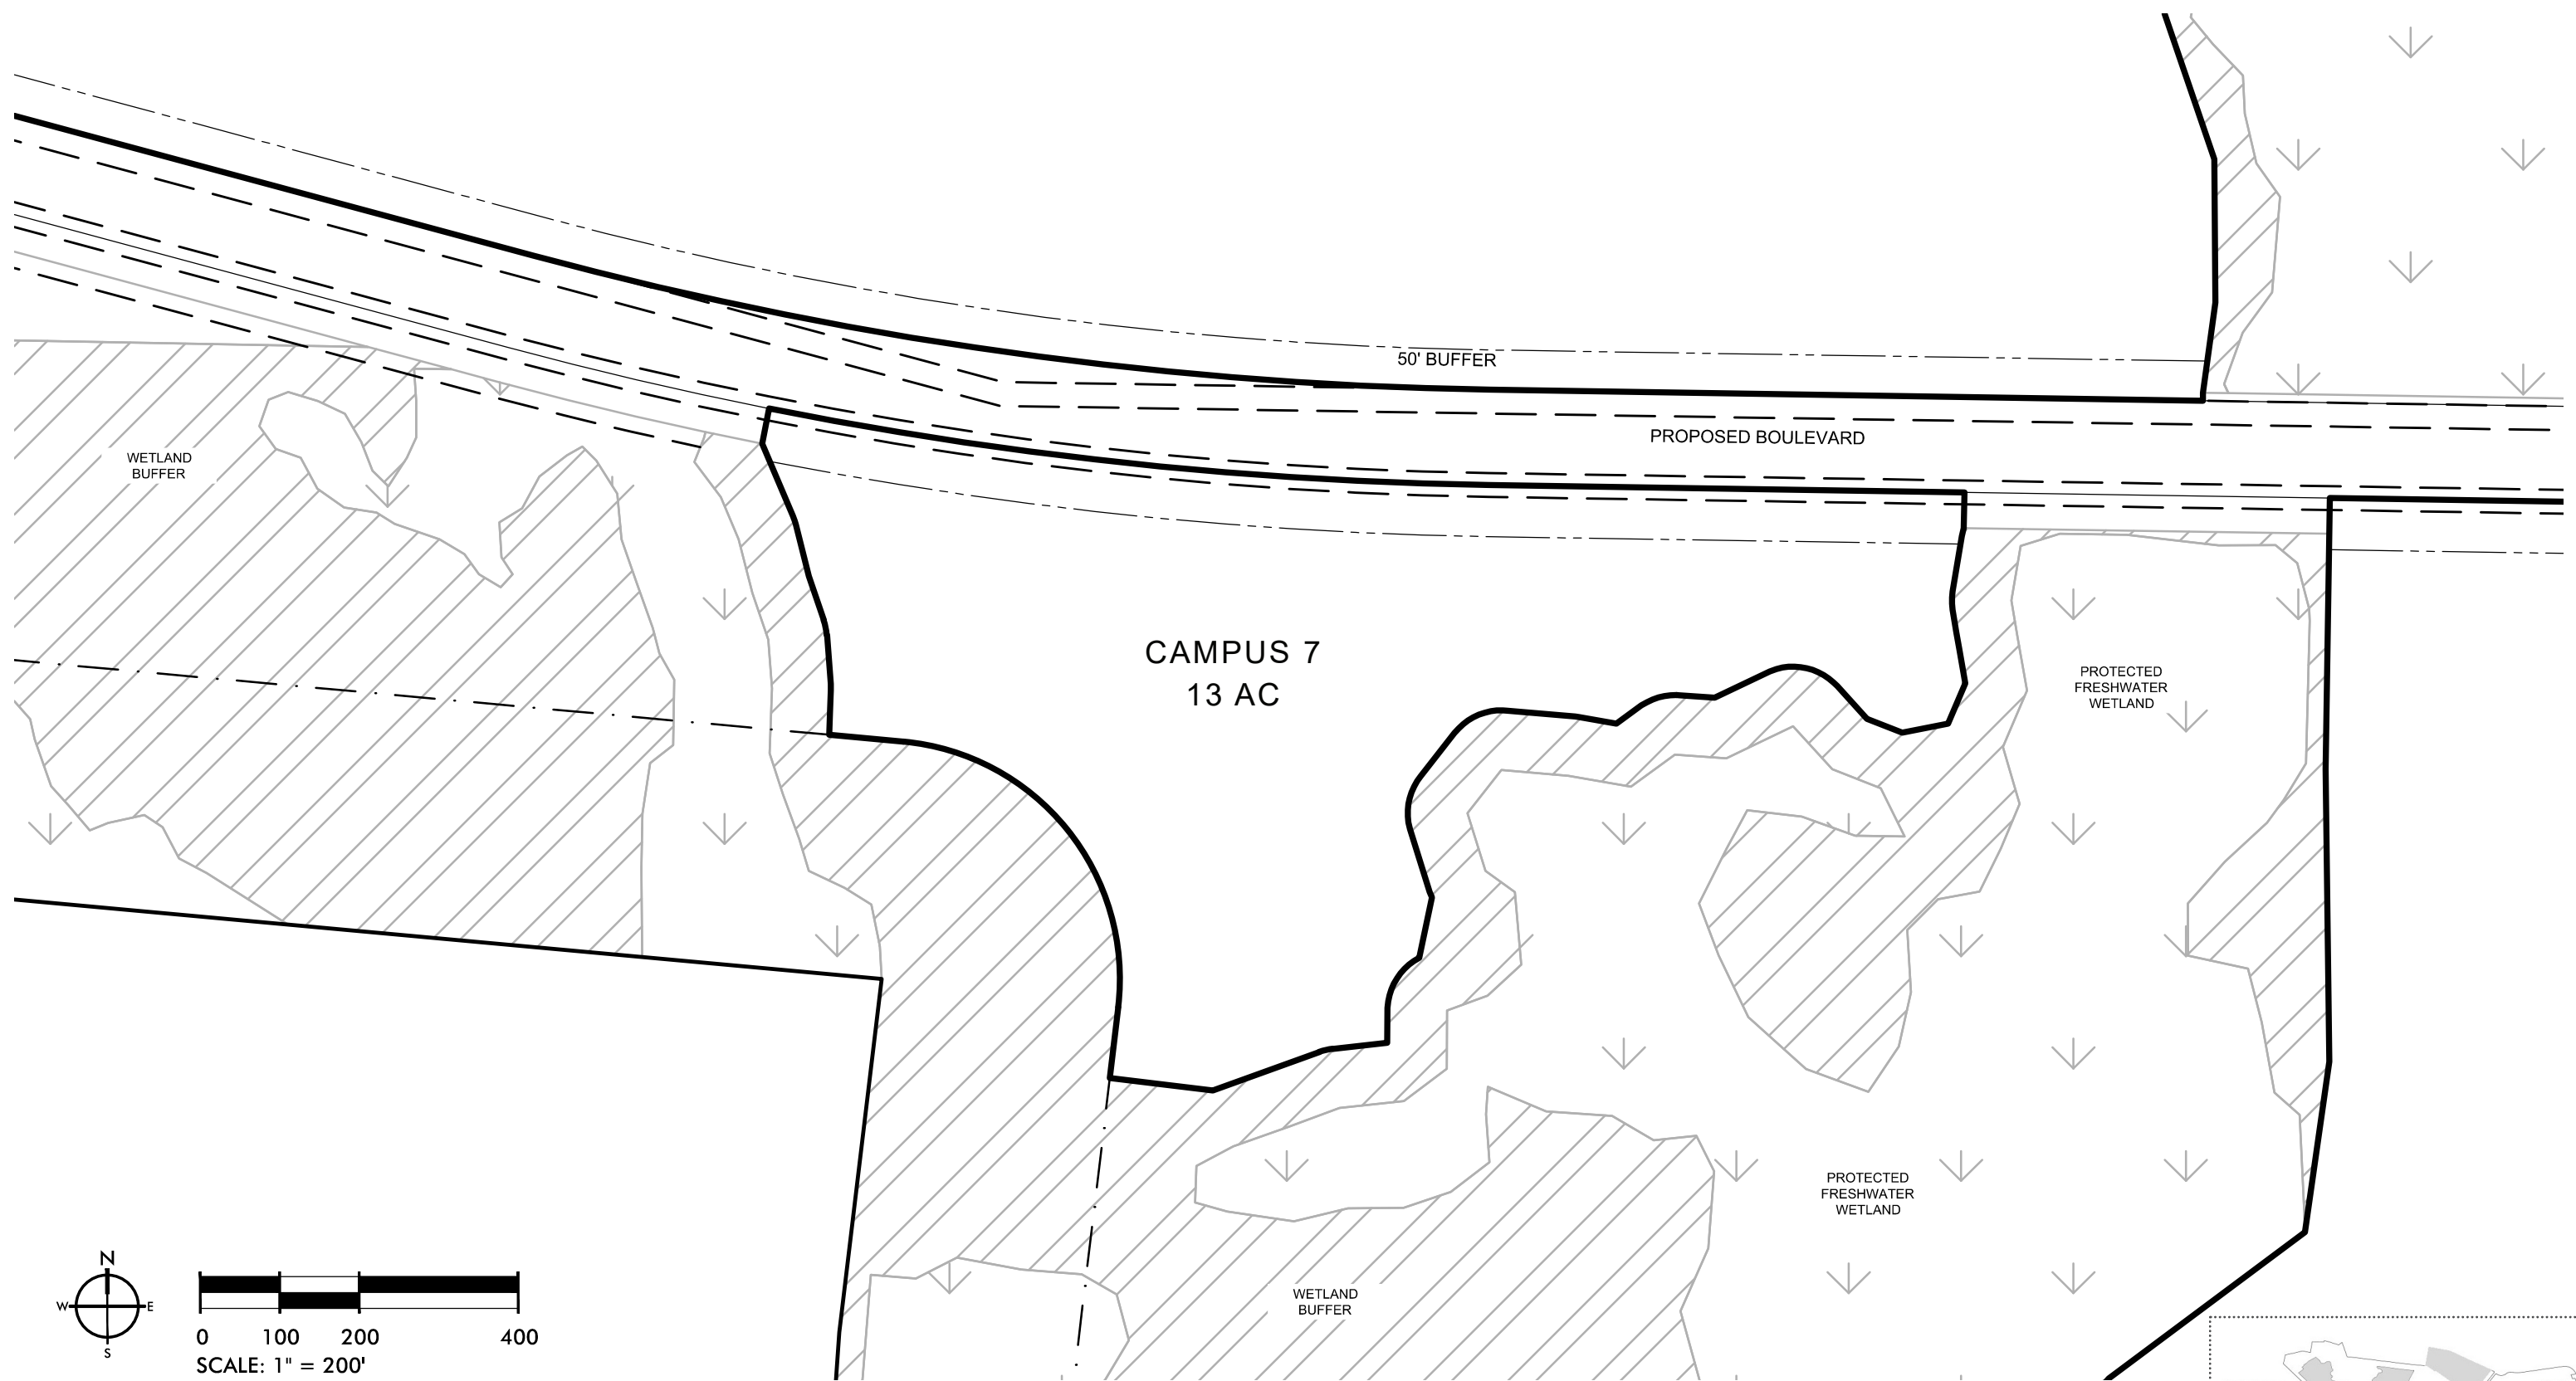 50' BUFFER
PROPOSED BOULEVARD
WETLAND
BUFFER
CAMPUS 7
13 AC
PROTECTED
FRESHWATER
WETLAND
PROTECTED
FRESHWATER
WETLAND
WETLAND
BUFFER
N
W
E
S
0 100 200 400
SCALE: 1" = 200'